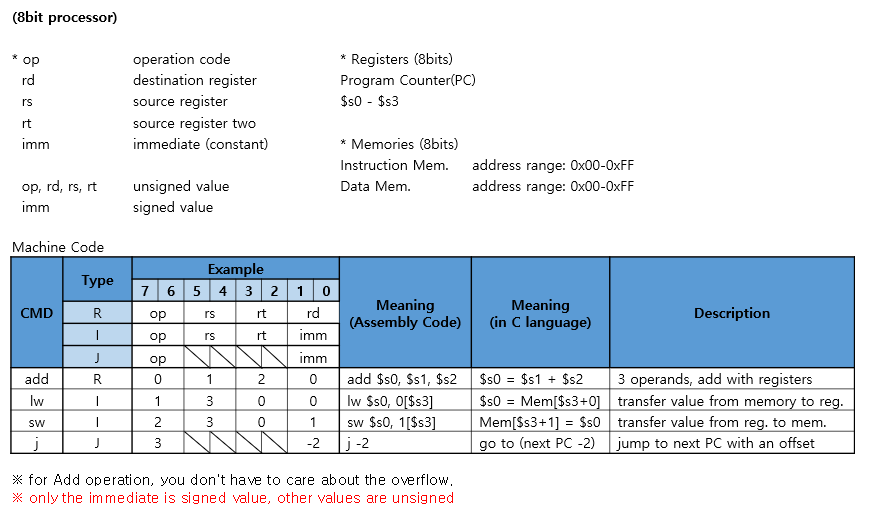 (8bit processor)
* op operation code * Registers (8bits)
rd destination register Program Counter(PC)
rs source register $s0 - $s3
rt source register two
imm immediate (constant) * Memories (8bits)
Instruction Mem. address range: 0x00-0xFF
op, rd, rs, rt unsigned value Data Mem. address range: 0x00-0xFF
imm signed value
Machine Code
CMD Type Example Meaning (Assembly Code) Meaning (in C language) Description
7 6 5 4 3 2 1 0
R op rs rt rd
I op rs rt imm
J op imm
add R 0 1 2 0 add $s0, $s1, $s2 $s0 = $s1 + $s2 3 operands, add with registers
lw I 1 3 0 0 lw $s0, 0[$s3] $s0 = Mem[$s3+0] transfer value from memory to reg.
sw I 2 3 0 1 sw $s0, 1[$s3] Mem[$s3+1] = $s0 transfer value from reg. to mem.
j J 3 -2 j -2 go to (next PC -2) jump to next PC with an offset
※ for Add operation, you don't have to care about the overflow.
※ only the immediate is signed value, other values are unsigned